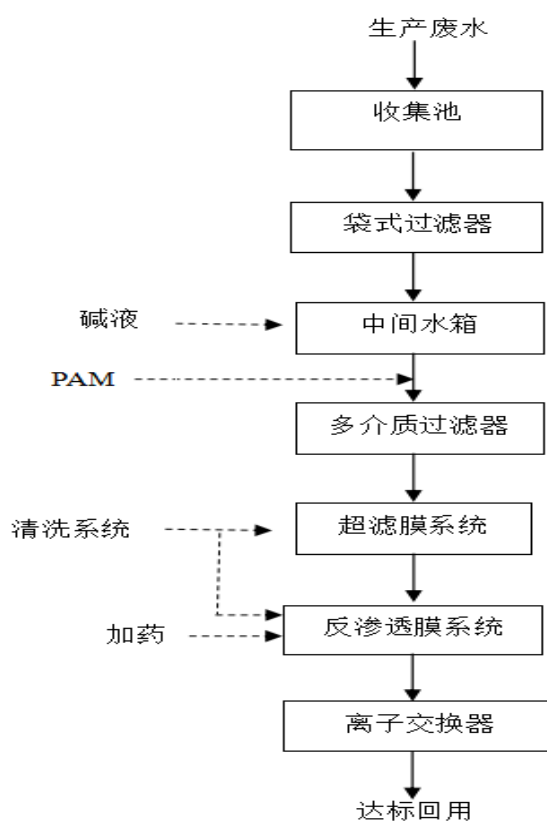 生产废水
收集池
袋式过滤器
碱液
中间水箱
PAM
多介质过滤器
清洗系统
超滤膜系统
反渗透膜系统
加药
离子交换器
达标回用